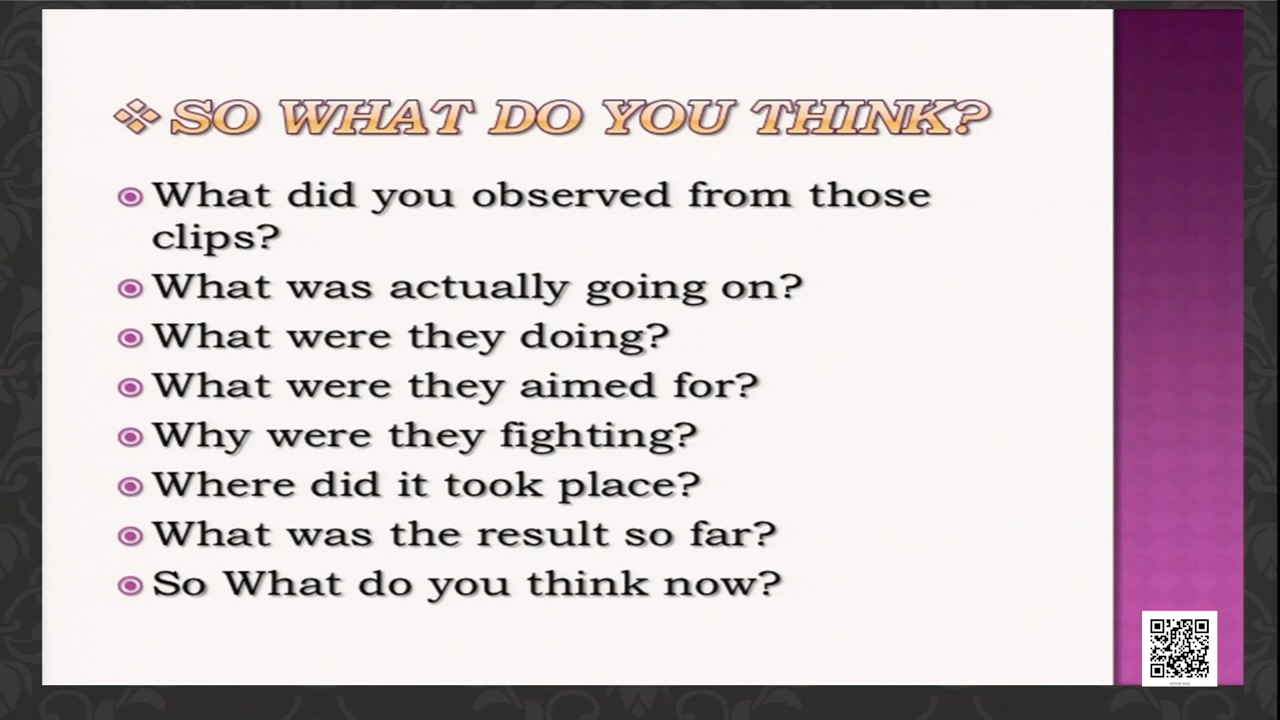 ❖SO WHAT DO YOU THINK?
What did you observed from those
clips?
What was actually going on?
What were they doing?
What were they aimed for?
Why were they fighting?
Where did it took place?
What was the result so far?
So What do you think now?